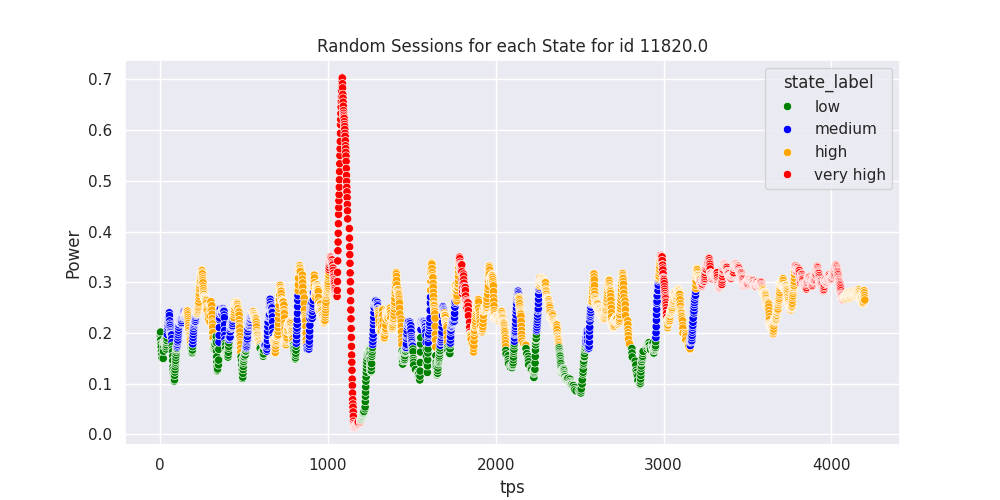 Random Sessions for each State for id 11820.0
state_label
low
medium
high
very high
Power
0.7
0.6
0.5
0.4
0.3
0.2
0.1
0.0
0 1000 2000 3000 4000
tps